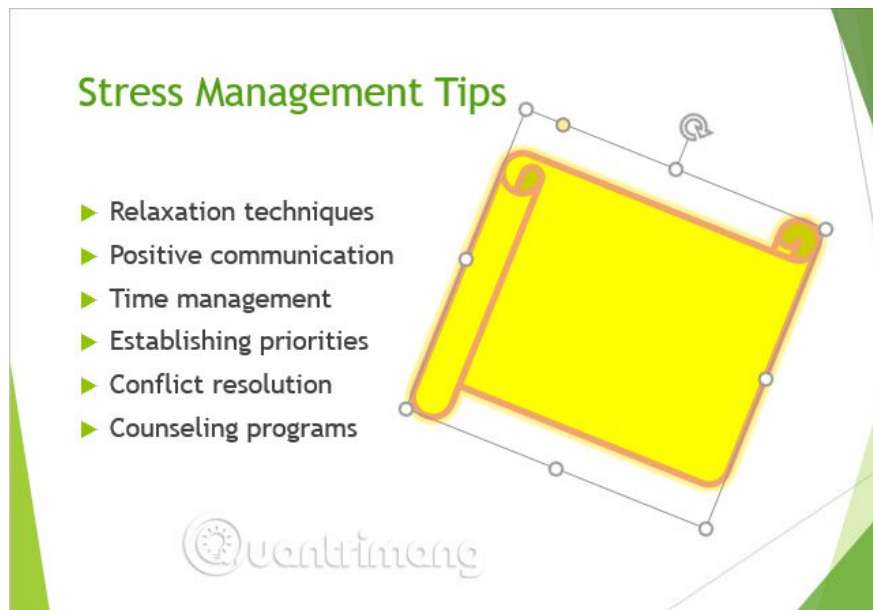 Stress Management Tips
Relaxation techniques
Positive communication
Time management
Establishing priorities
Conflict resolution
Counseling programs
Quantrimang